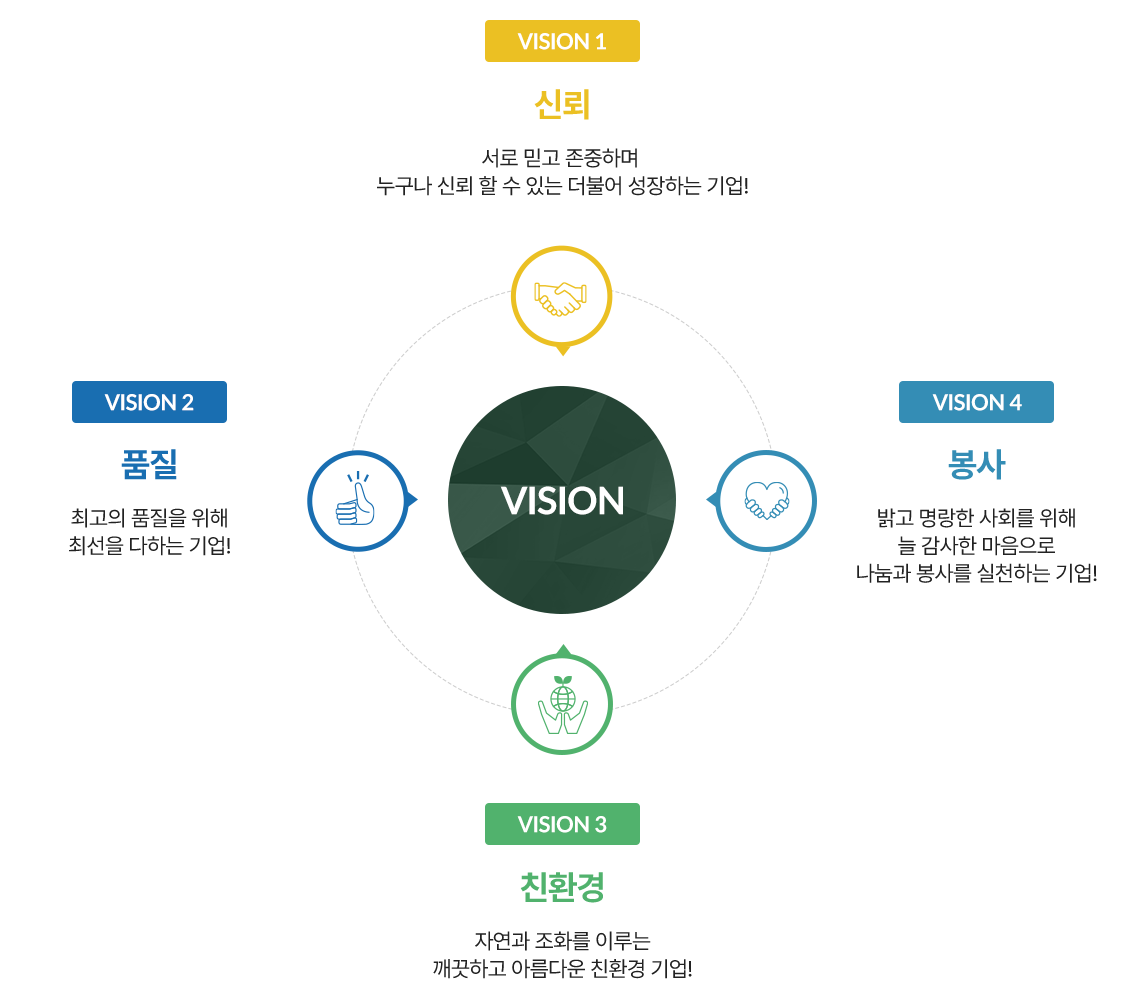 VISION 1
신뢰
서로 믿고 존중하며
누구나 신뢰 할 수 있는 더불어 성장하는 기업!
VISION 2
품질
최고의 품질을 위해
최선을 다하는 기업!
VISION
VISION 4
봉사
밝고 명랑한 사회를 위해
늘 감사한 마음으로
나눔과 봉사를 실천하는 기업!
VISION 3
친환경
자연과 조화를 이루는
깨끗하고 아름다운 친환경 기업!